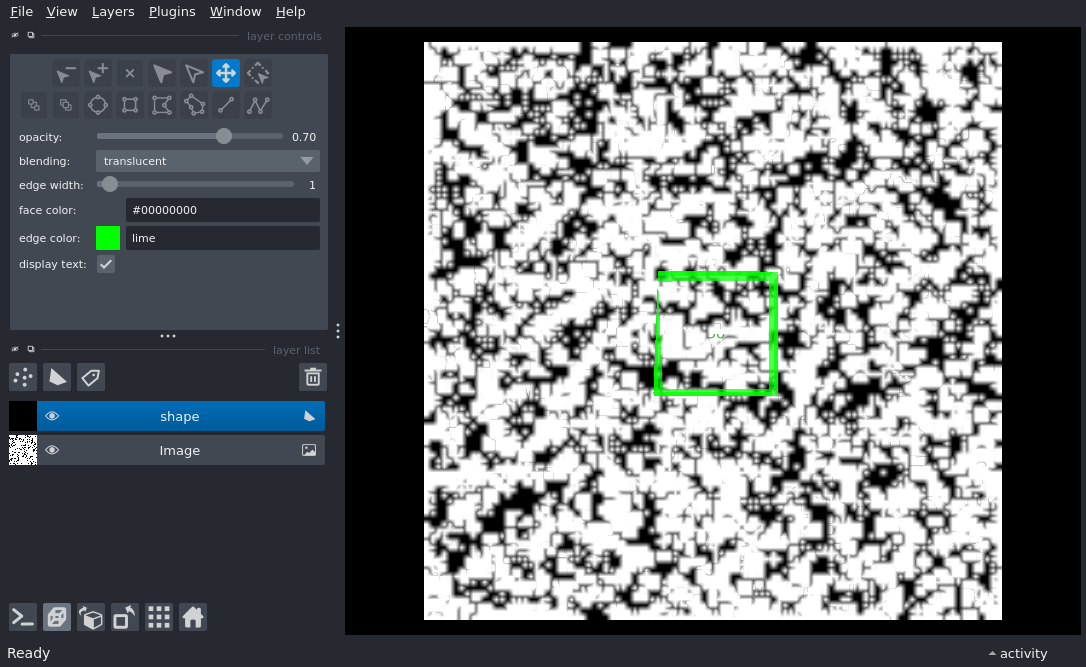 File View Layers Plugins Window Help
layer controls
opacity: 0.70
blending: translucent
edge width: 1
face color: #00000000
edge color: lime
display text:
layer list
shape
Image
Ready
activity